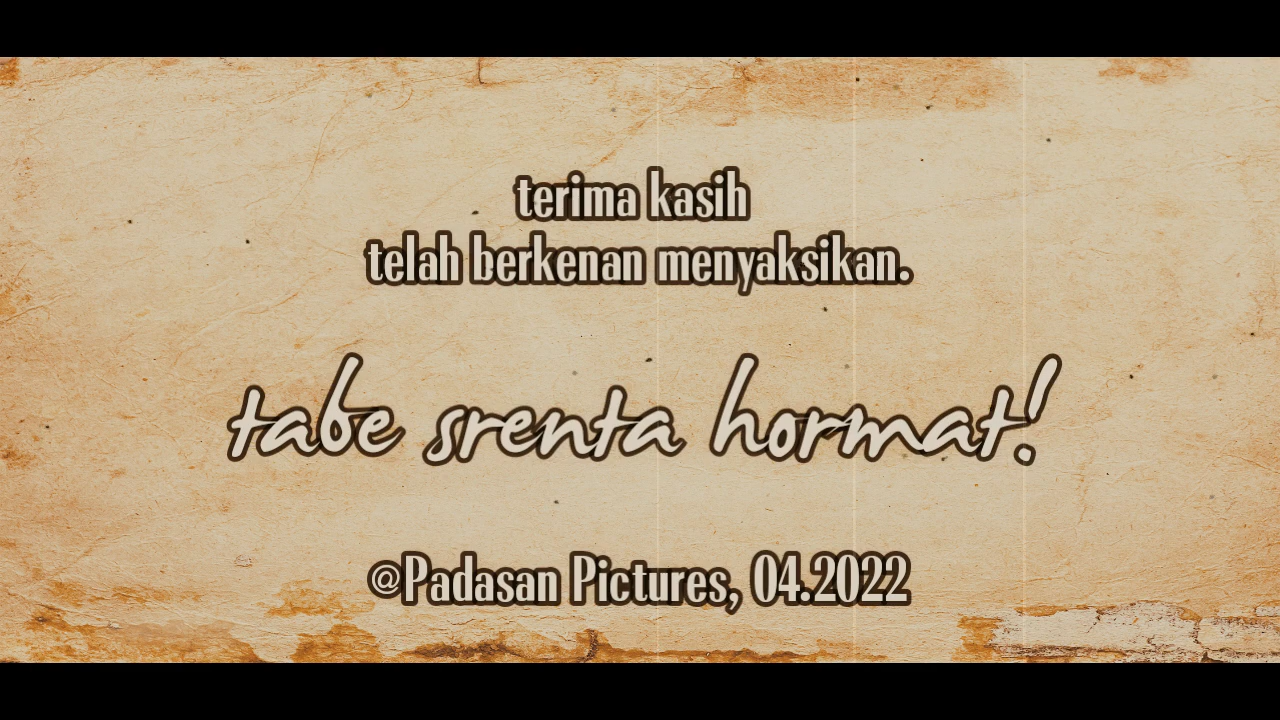 terima kasih
telah berkenan menyaksikan.
tabe srenta hormat!
@Padasan Pictures, 04.2022